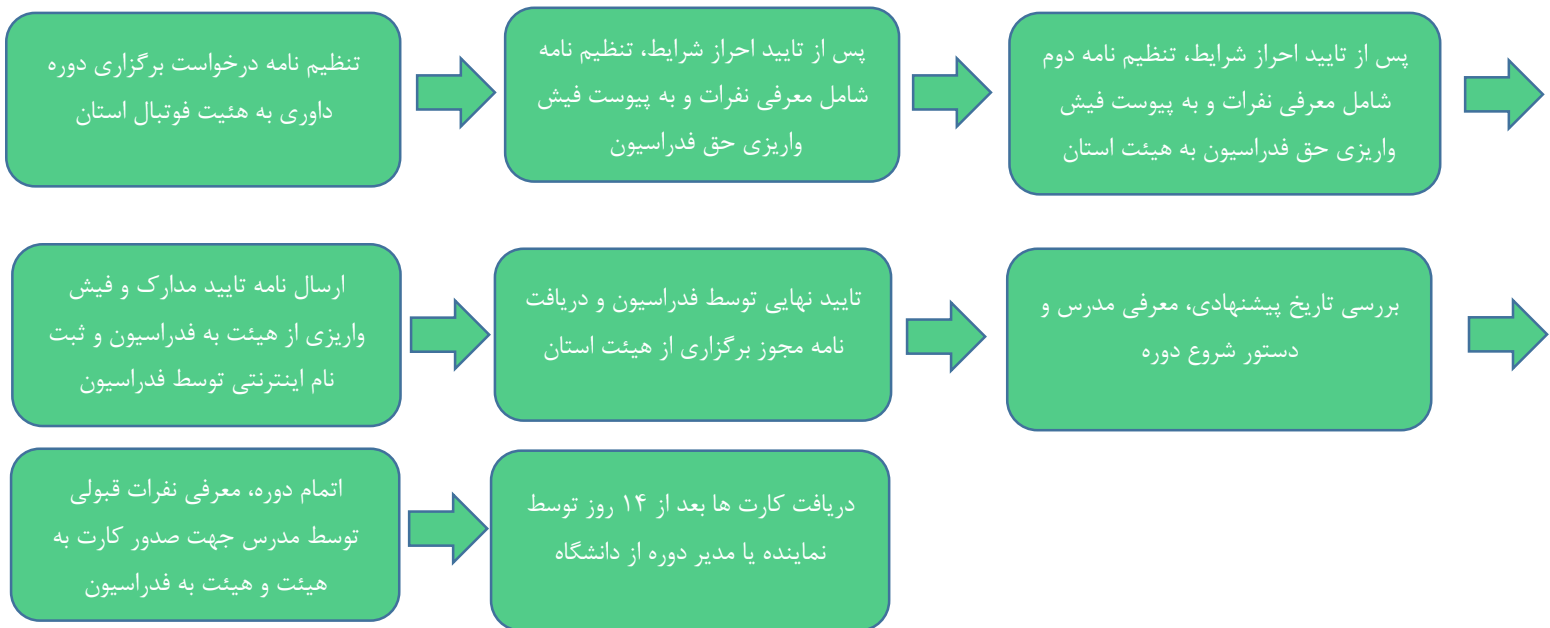 تنظیم نامه درخواست برگزاری دوره
داوری به هئیت فوتبال استان
پس از تایید احراز شرایط، تنظیم نامه
شامل معرفی نفرات و به پیوست فیش
واریزی حق فدراسیون
پس از تایید احراز شرایط، تنظیم نامه دوم
شامل معرفی نفرات و به پیوست فیش
واریزی حق فدراسیون به هیئت استان
ارسال نامه تایید مدارک و فیش
واریزی از هیئت به فدراسیون و ثبت
نام اینترنتی توسط فدراسیون
تایید نهایی توسط فدراسیون و دریافت
نامه مجوز برگزاری از هیئت استان
بررسی تاریخ پیشنهادی، معرفی مدرس و
دستور شروع دوره
اتمام دوره، معرفی نفرات قبولی
توسط مدرس جهت صدور کارت به
هیئت و هیئت به فدراسیون
دریافت کارت ها بعد از ۱۴ روز توسط
نماینده یا مدیر دوره از دانشگاه